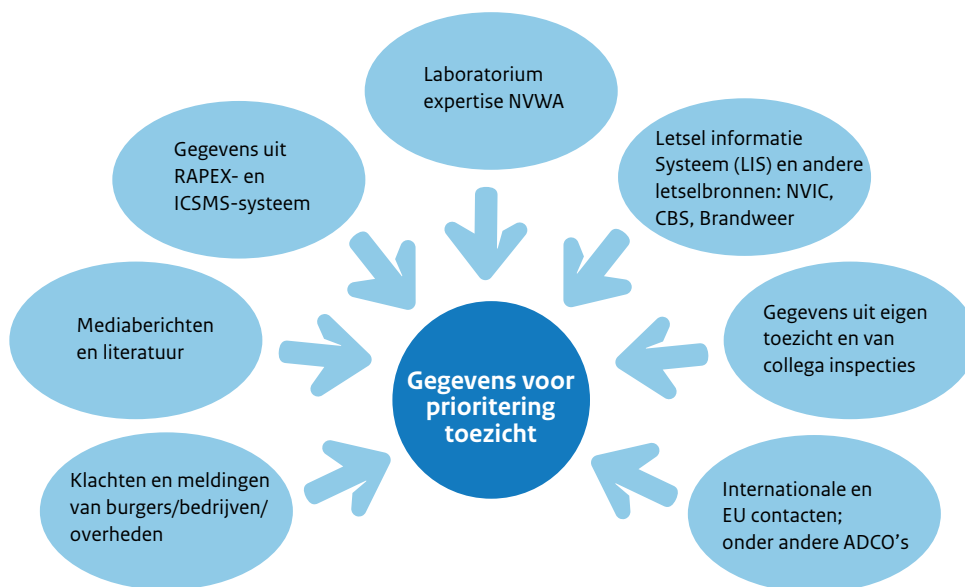 Laboratorium
expertise NVWA
Gegevens uit
RAPEX- en
ICSMS-systeem
Letsel informatie
Systeem (LIS) en andere
letselbronnen: NVIC,
CBS, Brandweer
Mediaberichten
en literatuur
Gegevens uit eigen
toezicht en van
collega inspecties
Gegevens voor
prioritering
toezicht
Klachten en meldingen
van burgers/bedrijven/
overheden
Internationale en
EU contacten;
onder andere ADCO’s